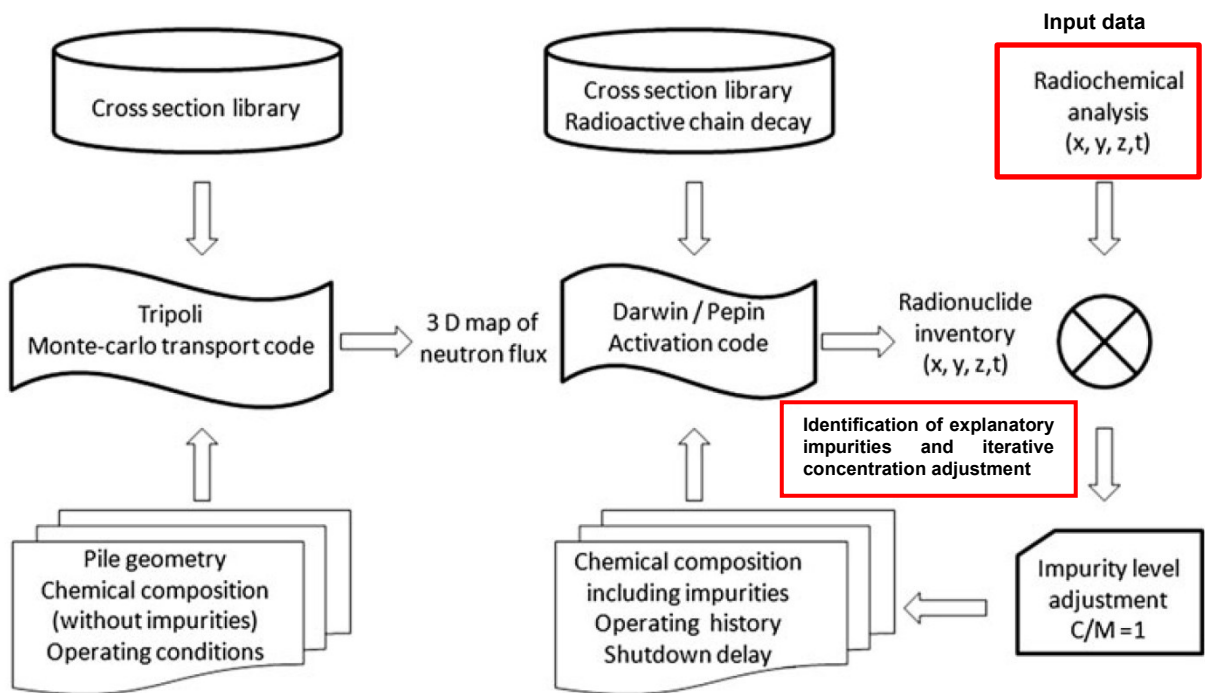 Input data
Cross section library
Cross section library
Radioactive chain decay
Radiochemical
analysis
(x, y, z,t)
Tripoli
Monte-carlo transport code
3 D map of
neutron flux
Darwin / Pepin
Activation code
Radionuclide
inventory
(x, y, z,t)
Identification of explanatory
impurities and iterative
concentration adjustment
Pile geometry
Chemical composition
(without impurities)
Operating conditions
Chemical composition
including impurities
Operating history
Shutdown delay
Impurity level
adjustment
C/M =1